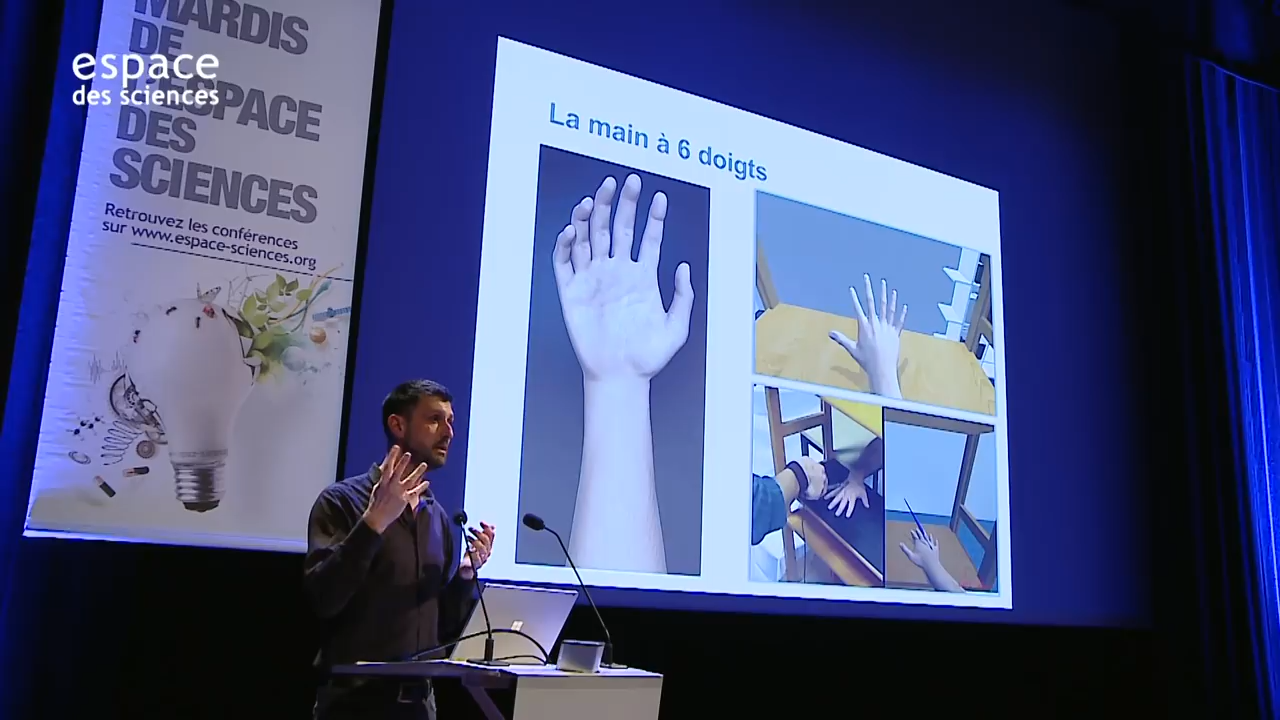 MARDIS
DE
L'ESPACE
DES
SCIENCES
Retrouvez les conférences
sur www.espace-sciences.org
espace
des sciences
La main à 6 doigts